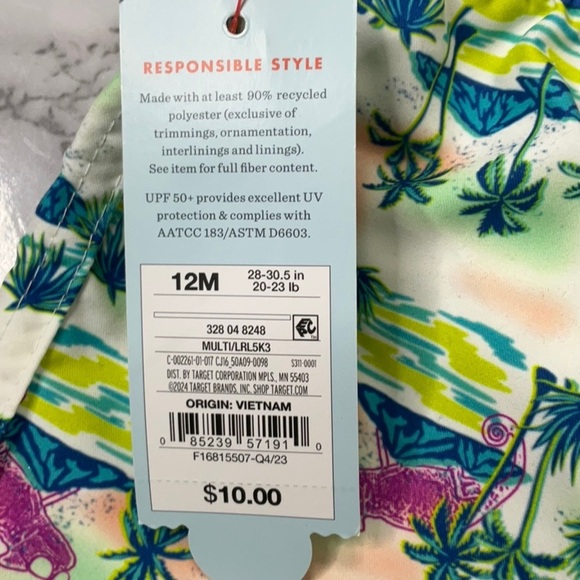 RESPONSIBLE STYLE
Made with at least 90% recycled
polyester (exclusive of
trimmings, ornamentation,
interlinings and linings).
See item for full fiber content.
UPF 50+ provides excellent UV
protection & complies with
AATCC 183/ASTM D6603.
12M
28-30.5 in
20-23 lb
328 04 8248
MULTI/LRL5K3
C-002261-01-017 CJ16_50A09-0098 S311-0001
DIST. BY TARGET CORPORATION MPLS., MN 55403
©2024 TARGET BRANDS, INC. SHOP TARGET.COM
ORIGIN: VIETNAM
0 85239 57191 0
F16815507-Q4/23
$10.00